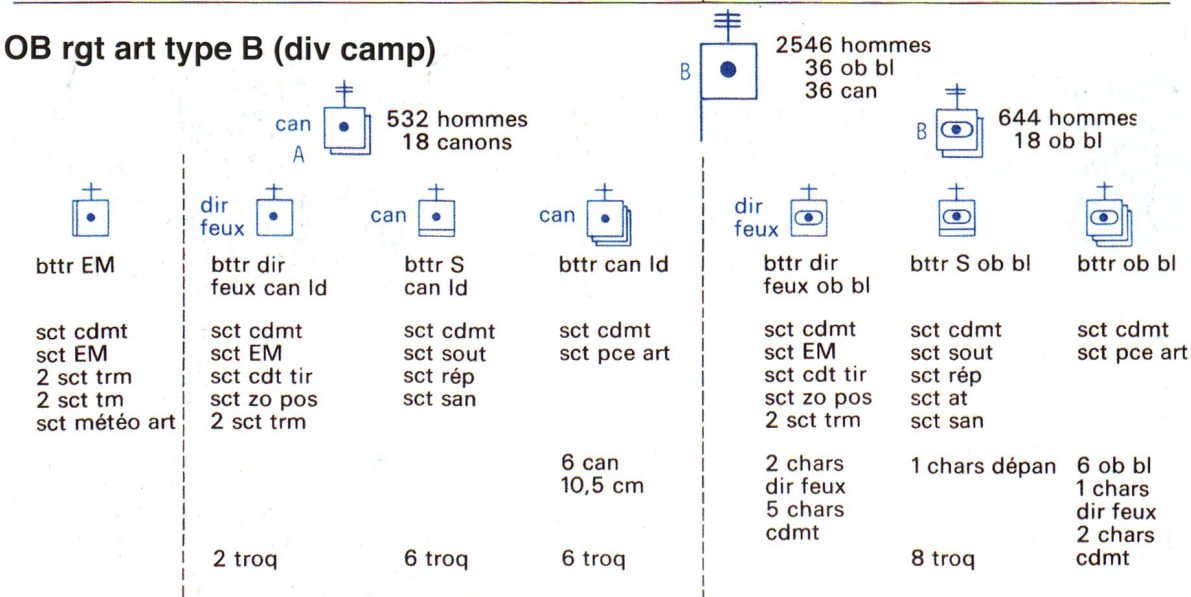 OB rgt art type B (div camp)
B
2546 hommes
36 ob bl
36 can
can
A
532 hommes
18 canons
B
644 hommes
18 ob bl
bttr EM
sct cdmt
sct EM
2 sct trm
2 sct tm
sct météo art
dir
feux
bttr dir
feux can ld
sct cdmt
sct EM
sct cdt tir
sct zo pos
2 sct trm
2 troq
can
bttr S
can ld
sct cdmt
sct sout
sct rép
sct san
6 troq
can
bttr can ld
sct cdmt
sct pce art
6 can
10,5 cm
6 troq
dir
feux
bttr dir
feux ob bl
sct cdmt
sct EM
sct cdt tir
sct zo pos
2 sct trm
2 chars
dir feux
5 chars
cdmt
bttr S ob bl
sct cdmt
sct sout
sct rép
sct at
sct san
1 chars dépan
8 troq
bttr ob bl
sct cdmt
sct pce art
6 ob bl
1 chars
dir feux
2 chars
cdmt